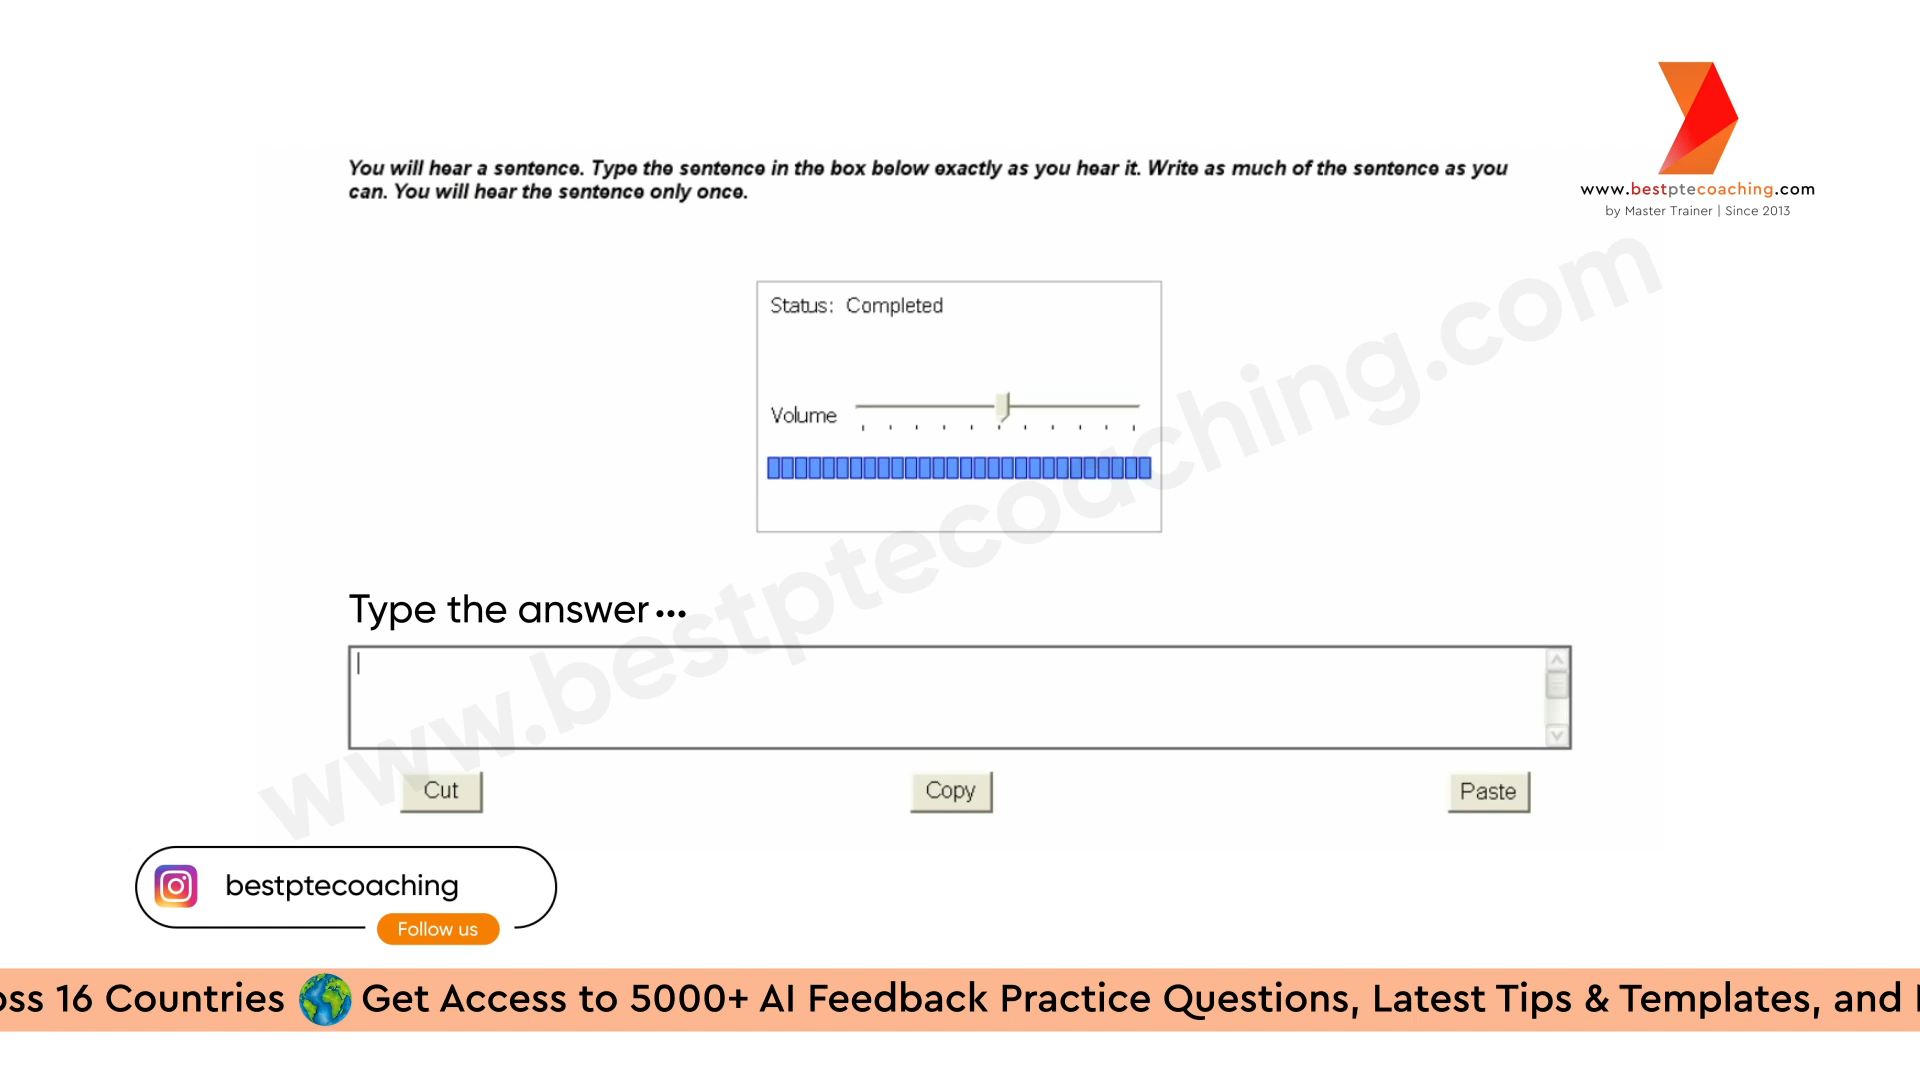 You will hear a sentence. Type the sentence in the box below exactly as you hear it. Write as much of the sentence as you
can. You will hear the sentence only once.
www.bestptecoaching.com
by Master Trainer | Since 2013
Status: Completed
Volume
www.bestptecoaching.com
Type the answer...
Cut
Copy
Paste
bestptecoaching
Follow us
oss 16 Countries Get Access to 5000+ AI Feedback Practice Questions, Latest Tips & Templates, and